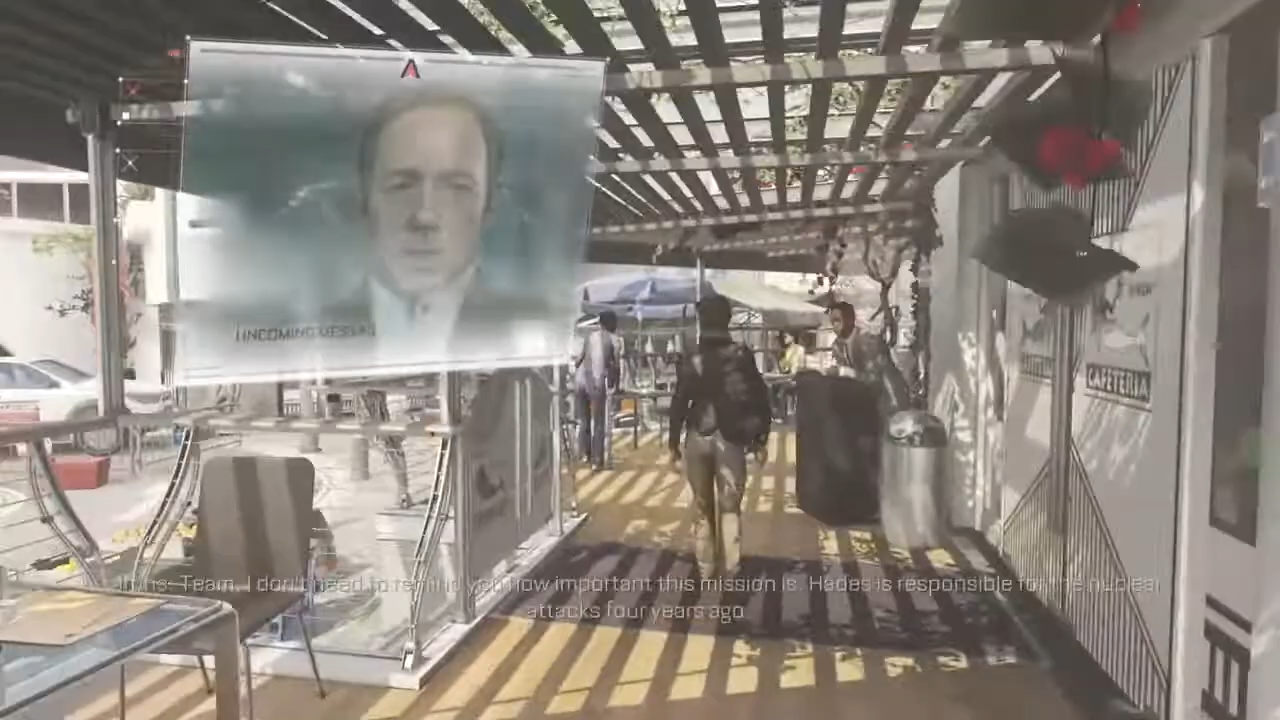 INCOMING MESSAGE
CAFETERIA
Irons: Team, I don't need to remind you how important this mission is. Hades is responsible for the nuclear
attacks four years ago.